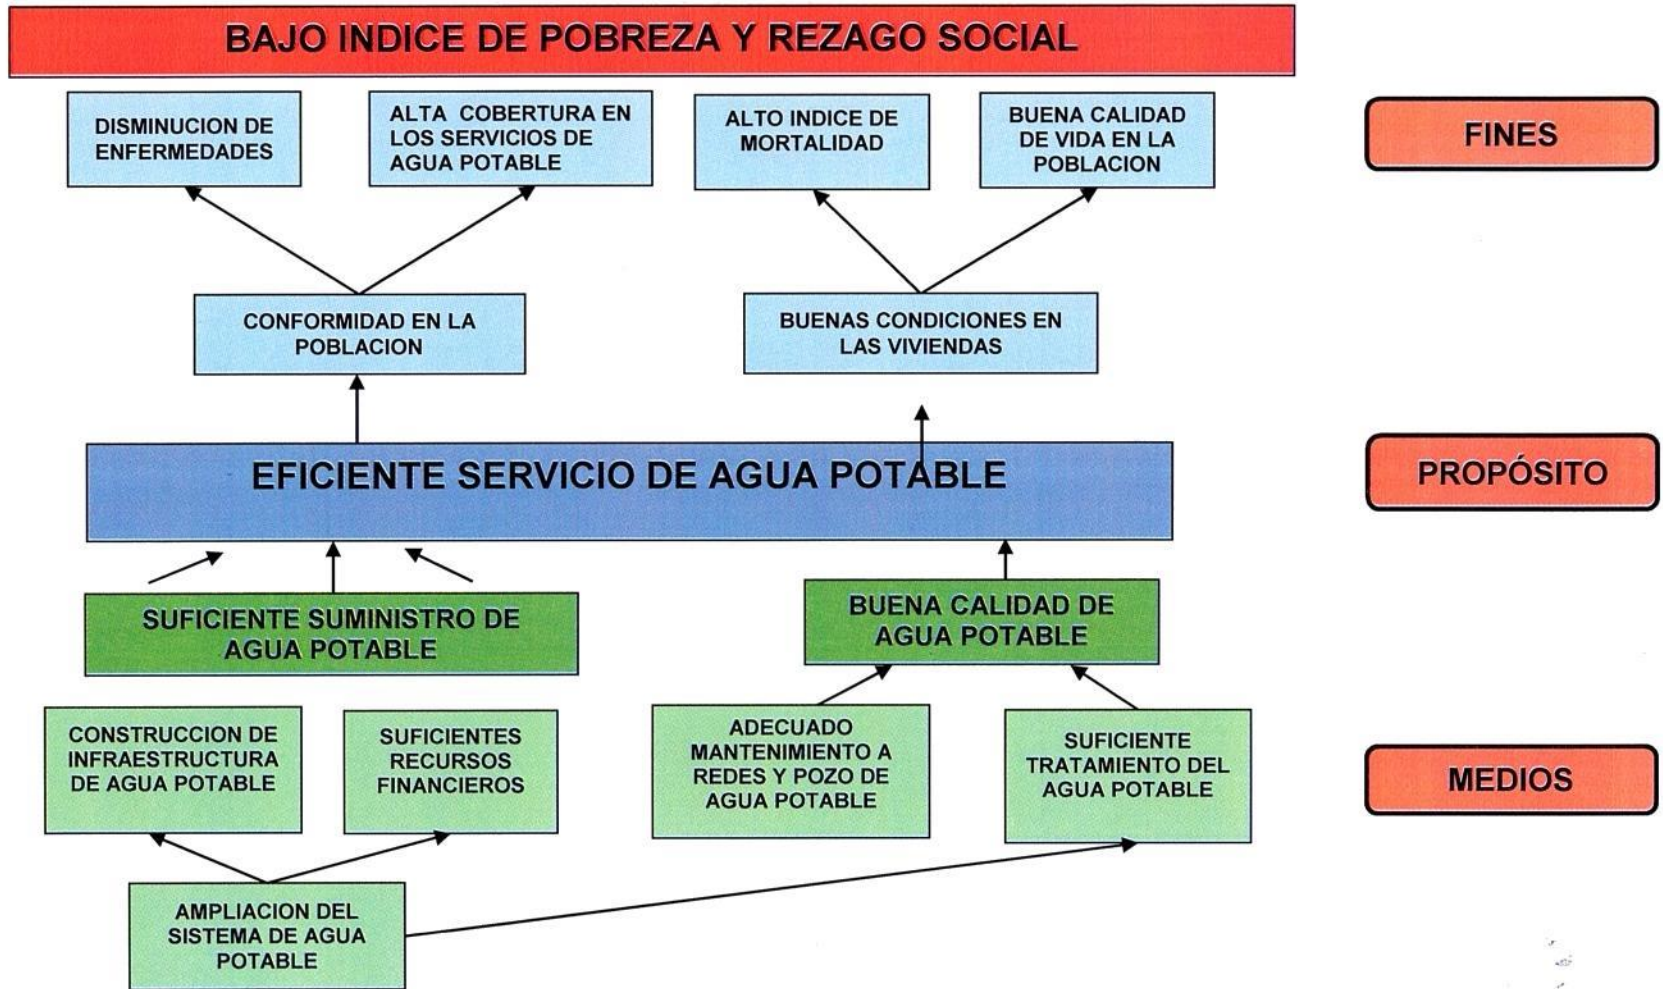 BAJO INDICE DE POBREZA Y REZAGO SOCIAL
DISMINUCION DE
ENFERMEDADES
ALTA COBERTURA EN
LOS SERVICIOS DE
AGUA POTABLE
ALTO INDICE DE
MORTALIDAD
BUENA CALIDAD
DE VIDA EN LA
POBLACION
FINES
CONFORMIDAD EN LA
POBLACION
BUENAS CONDICIONES EN
LAS VIVIENDAS
EFICIENTE SERVICIO DE AGUA POTABLE
PROPÓSITO
SUFICIENTE SUMINISTRO DE
AGUA POTABLE
BUENA CALIDAD DE
AGUA POTABLE
CONSTRUCCION DE
INFRAESTRUCTURA
DE AGUA POTABLE
SUFICIENTES
RECURSOS
FINANCIEROS
ADECUADO
MANTENIMIENTO A
REDES Y POZO DE
AGUA POTABLE
SUFICIENTE
TRATAMIENTO DEL
AGUA POTABLE
MEDIOS
AMPLIACION DEL
SISTEMA DE AGUA
POTABLE